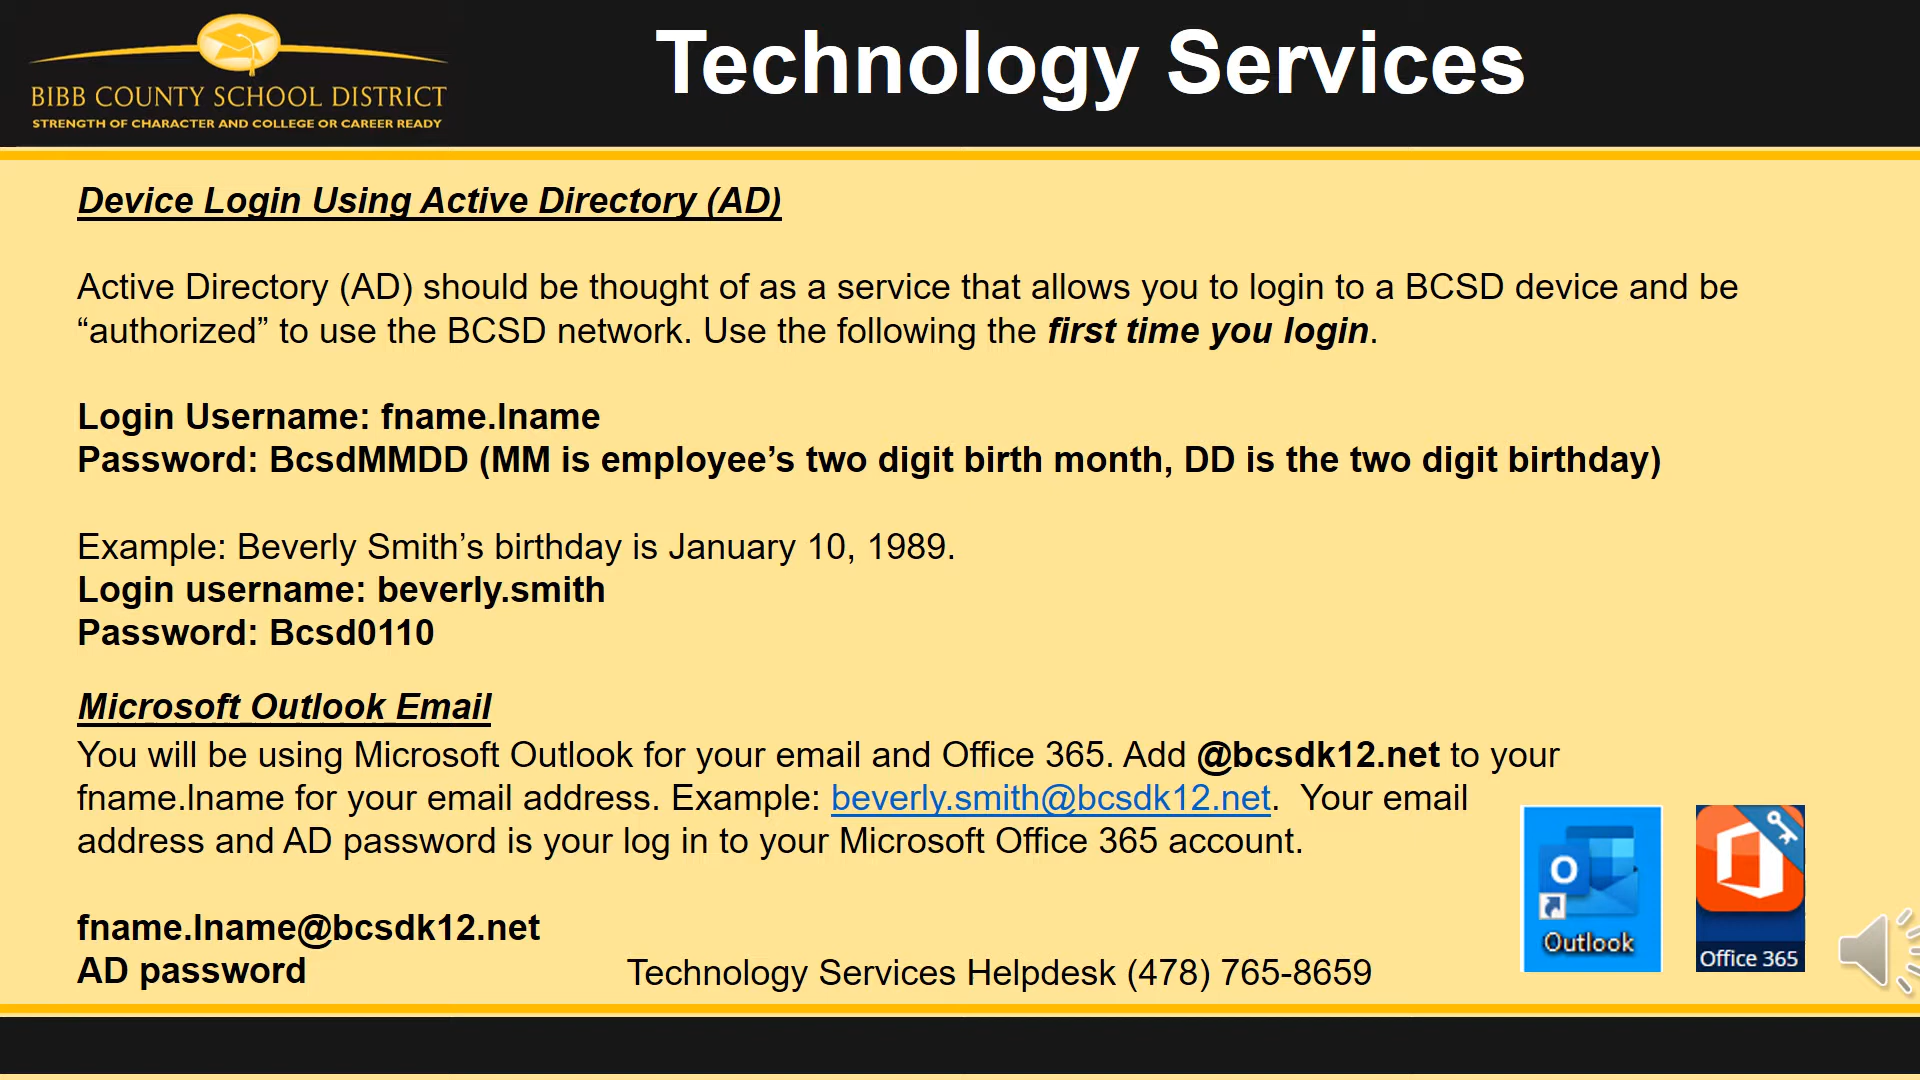 BIBB COUNTY SCHOOL DISTRICT
STRENGTH OF CHARACTER AND COLLEGE OR CAREER READY
Technology Services
Device Login Using Active Directory (AD)
Active Directory (AD) should be thought of as a service that allows you to login to a BCSD device and be
“authorized” to use the BCSD network. Use the following the first time you login.
Login Username: fname.lname
Password: BcsdMMDD (MM is employee’s two digit birth month, DD is the two digit birthday)
Example: Beverly Smith’s birthday is January 10, 1989.
Login username: beverly.smith
Password: Bcsd0110
Microsoft Outlook Email
You will be using Microsoft Outlook for your email and Office 365. Add @bcsdk12.net to your
fname.lname for your email address. Example: beverly.smith@bcsdk12.net.  Your email
address and AD password is your log in to your Microsoft Office 365 account.
fname.lname@bcsdk12.net
AD password
Technology Services Helpdesk (478) 765-8659
O
Outlook
Office 365